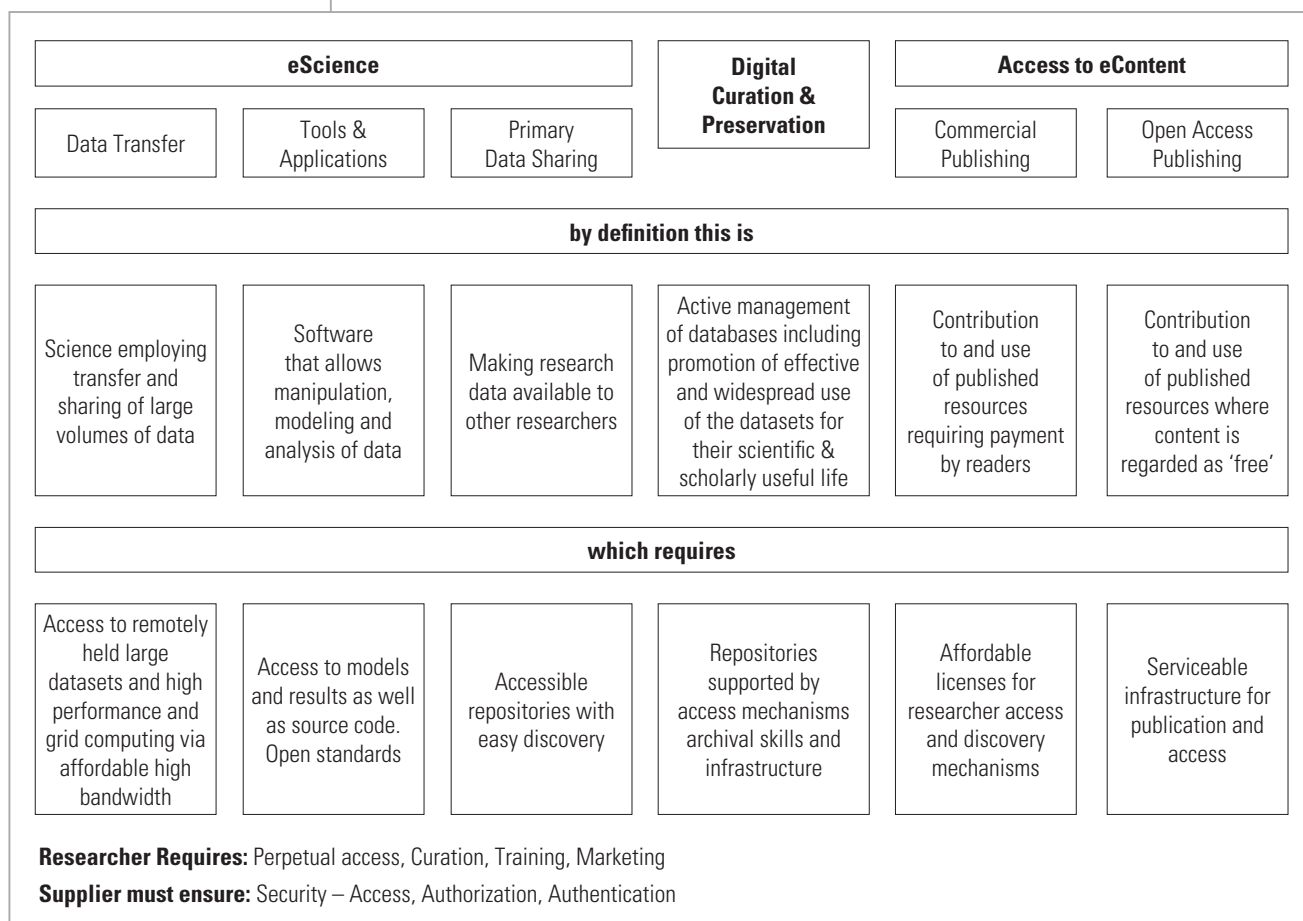 eScience
Digital
Curation &
Preservation
Access to eContent
Data Transfer
Tools &
Applications
Primary
Data Sharing
Commercial
Publishing
Open Access
Publishing
by definition this is
Science employing
transfer and
sharing of large
volumes of data
Software
that allows
manipulation,
modeling and
analysis of data
Making research
data available to
other researchers
Active management
of databases including
promotion of effective
and widespread use
of the datasets for
their scientific &
scholarly useful life
Contribution
to and use
of published
resources
requiring payment
by readers
Contribution
to and use
of published
resources where
content is
regarded as ‘free’
which requires
Access to remotely
held large
datasets and high
performance and
grid computing via
affordable high
bandwidth
Access to models
and results as well
as source code.
Open standards
Accessible
repositories with
easy discovery
Repositories
supported by
access mechanisms
archival skills and
infrastructure
Affordable
licenses for
researcher access
and discovery
mechanisms
Serviceable
infrastructure for
publication and
access
Researcher Requires: Perpetual access, Curation, Training, Marketing
Supplier must ensure: Security – Access, Authorization, Authentication